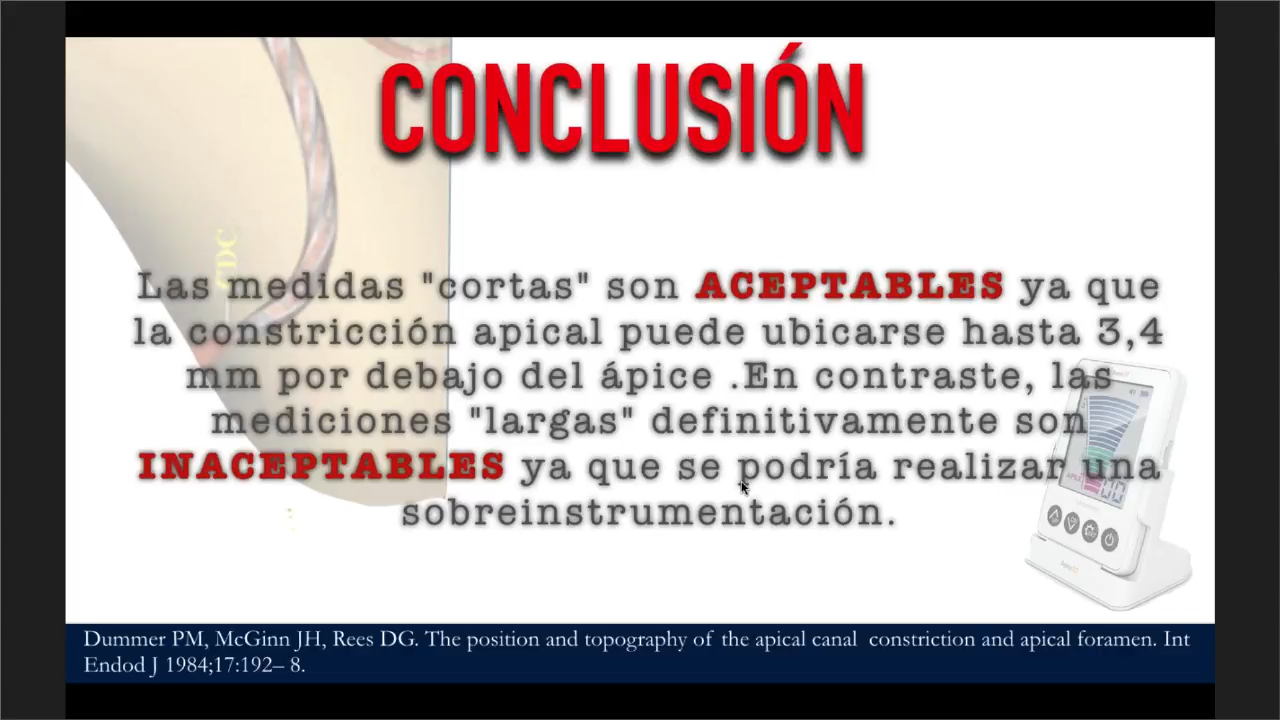 CONCLUSIÓN
CDC
Las medidas "cortas" son ACEPTABLES ya que
la constricción apical puede ubicarse hasta 3,4
mm por debajo del ápice .En contraste, las
mediciones "largas" definitivamente son
INACEPTABLES ya que se podría realizar una
sobreinstrumentación.
Dummer PM, McGinn JH, Rees DG. The position and topography of the apical canal constriction and apical foramen. Int
Endod J 1984;17:192– 8.